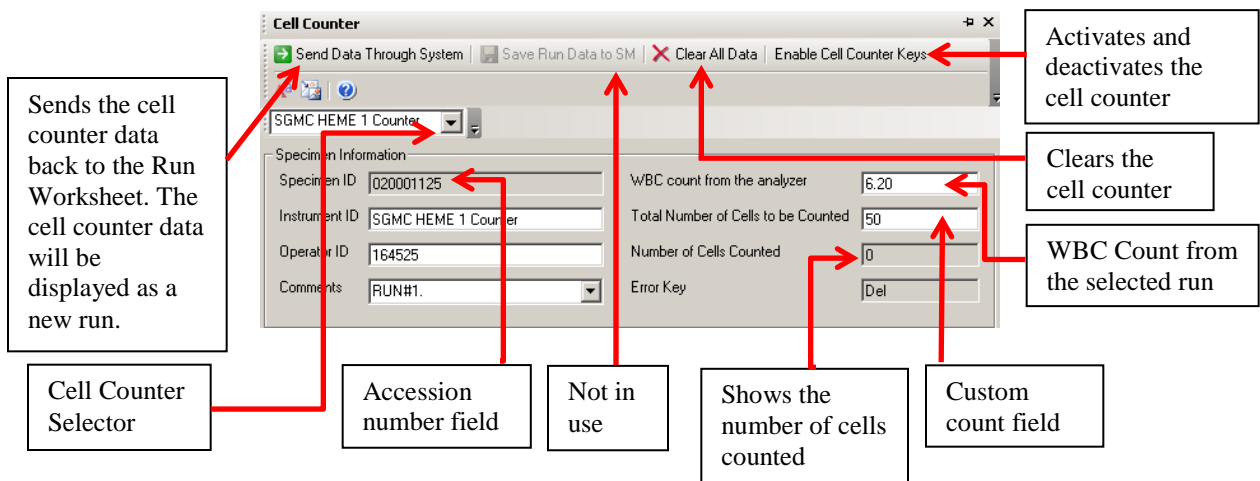 Cell Counter
Send Data Through System
Save Run Data to SM
Clear All Data
Enable Cell Counter Keys
SGMC HEME 1 Counter
Specimen Information
Specimen ID
020001125
WBC count from the analyzer
6.20
Instrument ID
SGMC HEME 1 Counter
Total Number of Cells to be Counted
50
Operator ID
164525
Number of Cells Counted
0
Comments
RUN#1.
Error Key
Del
Sends the cell
counter data
back to the Run
Worksheet. The
cell counter data
will be
displayed as a
new run.
Activates and
deactivates the
cell counter
Clears the
cell counter
WBC Count from
the selected run
Cell Counter
Selector
Accession
number field
Not in
use
Shows the
number of cells
counted
Custom
count field